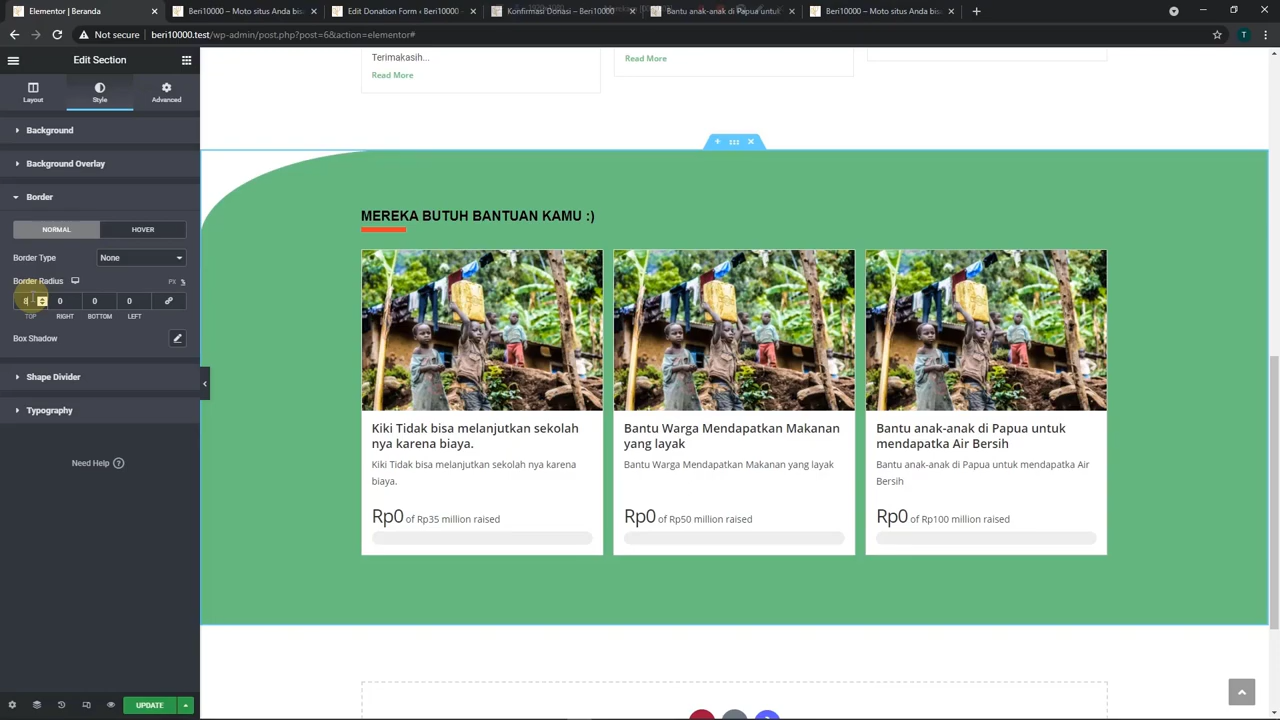 beri10000 – Moto situs Anda bis
Edit Donation Form ‹ Beri10000
Konfirmasi Donasi – Beri10000
Bantu anak-anak di Papua untuk
Beri10000 – Moto situs Anda bis
Not secure
beri10000.test/wp-admin/post.php?post=6&action=elementor#
T
Edit Section
Layout
Style
Advanced
Background
Background Overlay
Border
NORMAL
HOVER
Border Type
None
Border Radius
PX
%
0
0
TOP
RIGHT
BOTTOM
LEFT
Box Shadow
Shape Divider
Typography
Need Help
UPDATE
Terimakasih...
Read More
Read More
MEREKA BUTUH BANTUAN KAMU :)
Kiki Tidak bisa melanjutkan sekolah
nya karena biaya.
Kiki Tidak bisa melanjutkan sekolah nya karena
biaya.
Rp0 of Rp35 million raised
Bantu Warga Mendapatkan Makanan
yang layak
Bantu Warga Mendapatkan Makanan yang layak
Rp0 of Rp50 million raised
Bantu anak-anak di Papua untuk
mendapatka Air Bersih
Bantu anak-anak di Papua untuk mendapatka Air
Bersih
Rp0 of Rp100 million raised